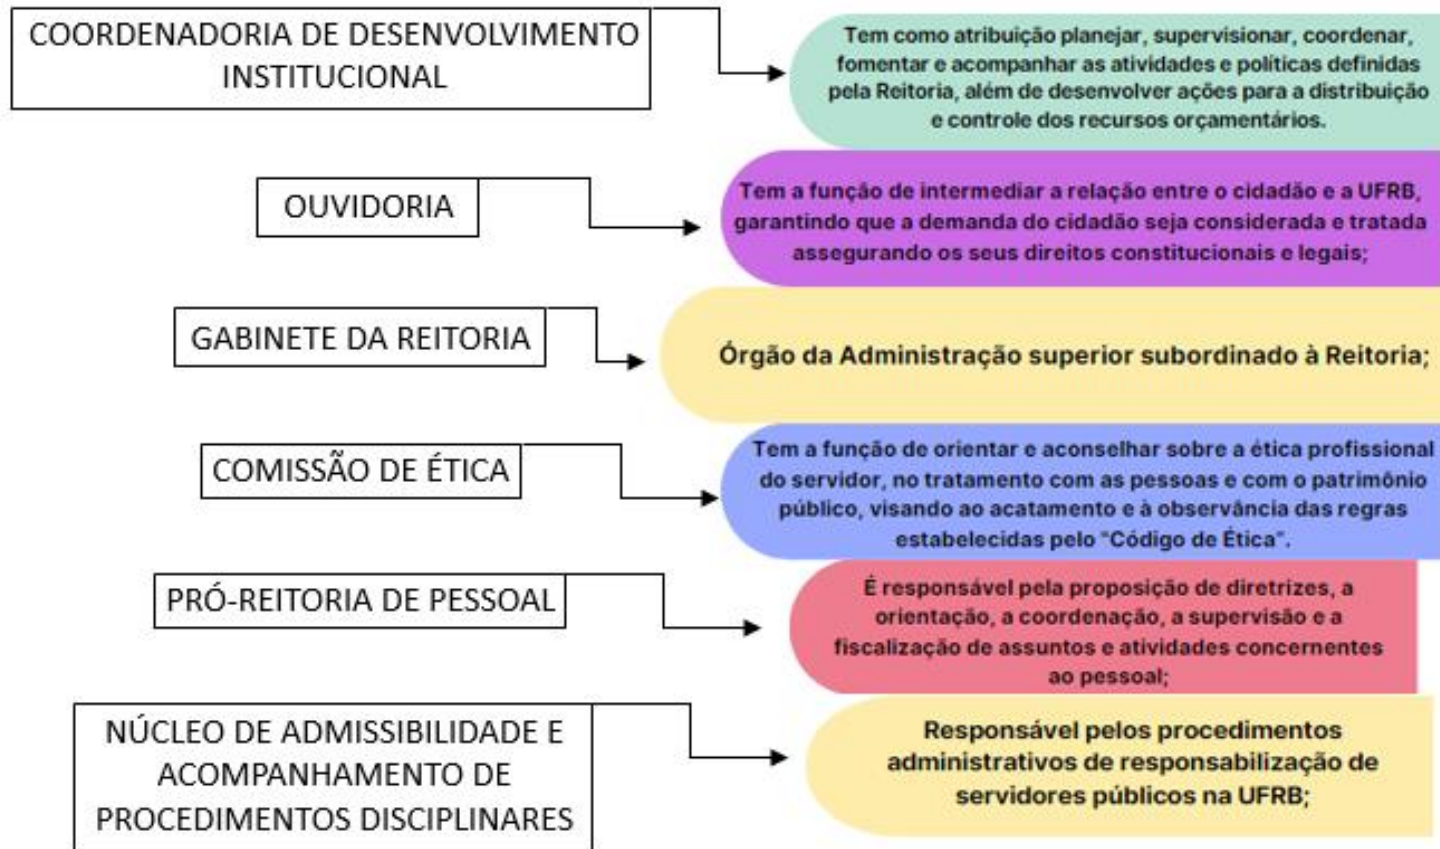 COORDENADORIA DE DESENVOLVIMENTO
INSTITUCIONAL
Tem como atribuição planejar, supervisionar, coordenar,
fomentar e acompanhar as atividades e políticas definidas
pela Reitoria, além de desenvolver ações para a distribuição
e controle dos recursos orçamentários.
OUVIDORIA
Tem a função de intermediar a relação entre o cidadão e a UFRB,
garantindo que a demanda do cidadão seja considerada e tratada
assegurando os seus direitos constitucionais e legais;
GABINETE DA REITORIA
Órgão da Administração superior subordinado à Reitoria;
COMISSÃO DE ÉTICA
Tem a função de orientar e aconselhar sobre a ética profissional
do servidor, no tratamento com as pessoas e com o patrimônio
público, visando ao acatamento e à observância das regras
estabelecidas pelo "Código de Ética".
PRÓ-REITORIA DE PESSOAL
É responsável pela proposição de diretrizes, a
orientação, a coordenação, a supervisão e a
fiscalização de assuntos e atividades concernentes
ao pessoal;
NÚCLEO DE ADMISSIBILIDADE E
ACOMPANHAMENTO DE
PROCEDIMENTOS DISCIPLINARES
Responsável pelos procedimentos
administrativos de responsabilização de
servidores públicos na UFRB;